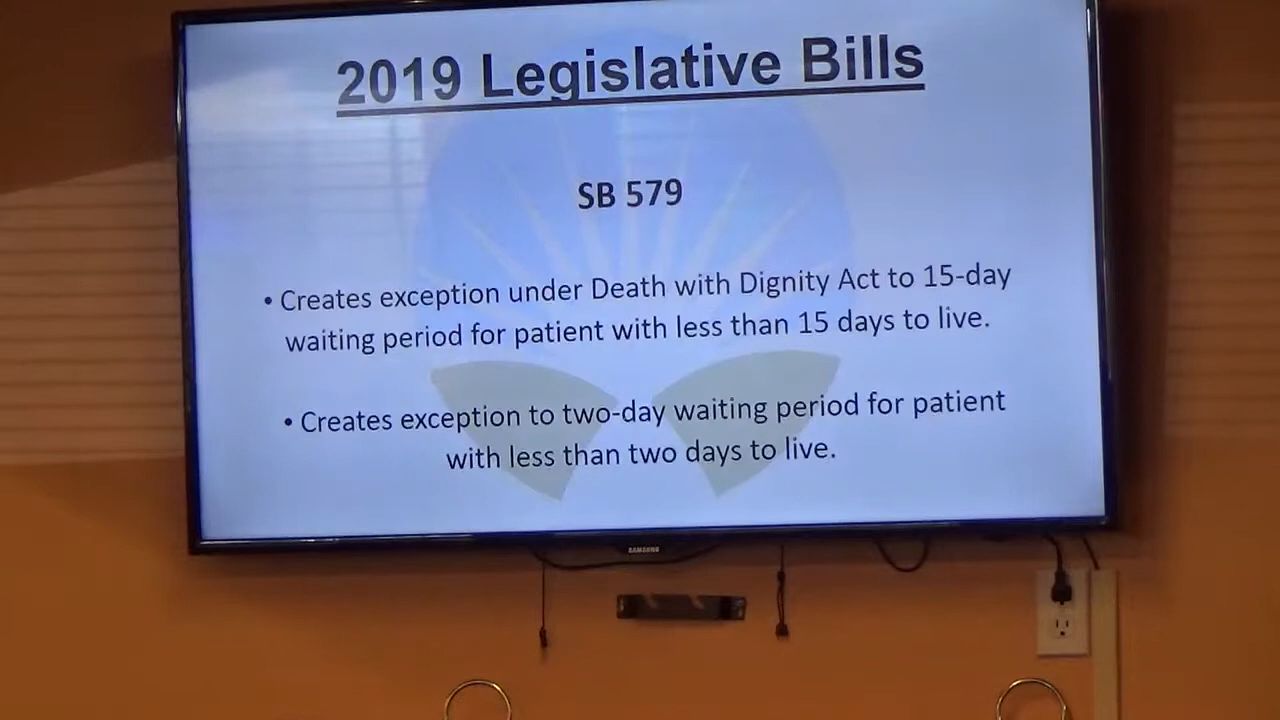 2019 Legislative Bills
SB 579
• Creates exception under Death with Dignity Act to 15-day
waiting period for patient with less than 15 days to live.
• Creates exception to two-day waiting period for patient
with less than two days to live.
SAMSUNG